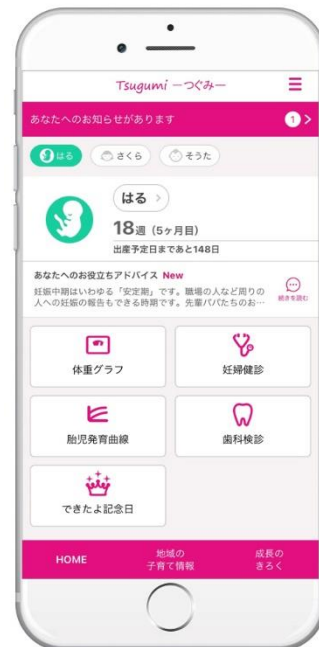 Tsugumi ーつぐみー
あなたへのお知らせがあります
1
はる
さくら
そうた
はる
18週（5ヶ月目）
出産予定日まであと148日
あなたへのお役立ちアドバイス New
妊娠中期はいわゆる「安定期」です。職場の人など周りの
人への妊娠の報告もできる時期です。先輩パパたちのお…
続きを読む
体重グラフ
妊婦健診
胎児発育曲線
歯科検診
できたよ記念日
HOME
地域の
子育て情報
成長の
きろく